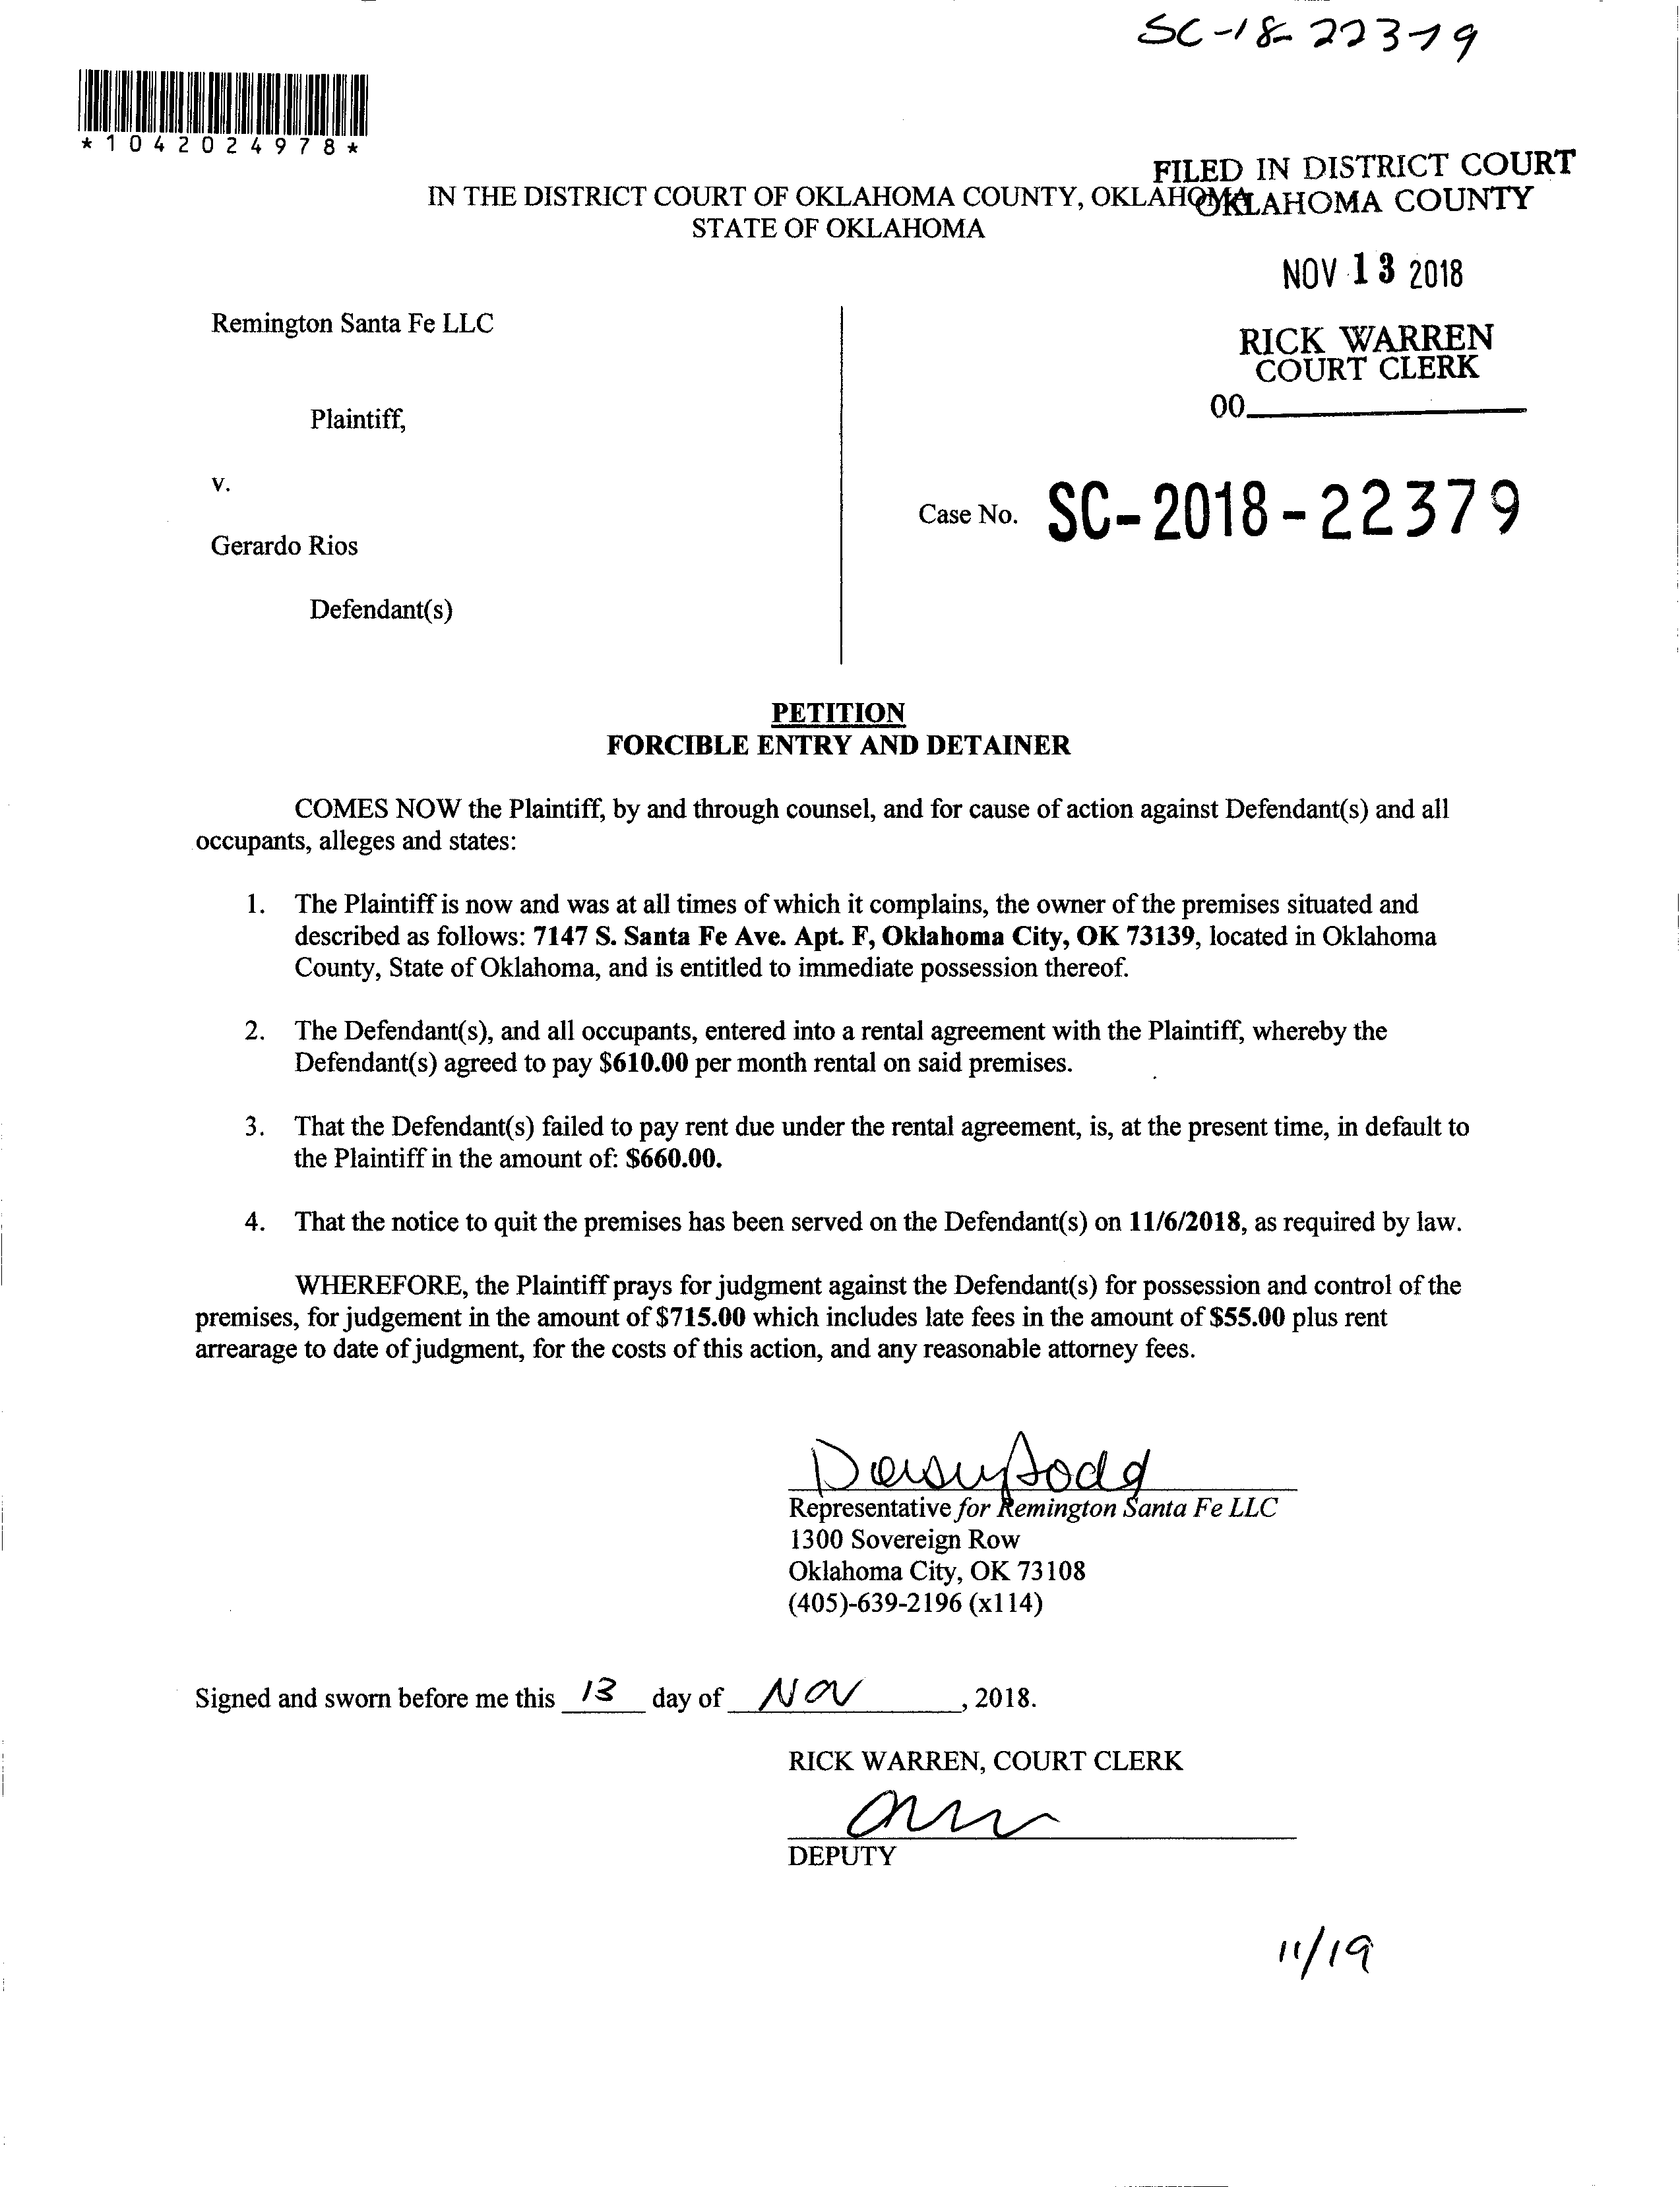 SC-18-22379
*1042024978*
FILED IN DISTRICT COURT
OKLAHOMA COUNTY
IN THE DISTRICT COURT OF OKLAHOMA COUNTY, OKLAHOMA
STATE OF OKLAHOMA
NOV 13 2018
RICK WARREN
COURT CLERK
00
Remington Santa Fe LLC
Plaintiff,
v.
Case No. SC-2018-22379
Gerardo Rios
Defendant(s)
PETITION
FORCIBLE ENTRY AND DETAINER
COMES NOW the Plaintiff, by and through counsel, and for cause of action against Defendant(s) and all
occupants, alleges and states:
1. The Plaintiff is now and was at all times of which it complains, the owner of the premises situated and
described as follows: 7147 S. Santa Fe Ave. Apt. F, Oklahoma City, OK 73139, located in Oklahoma
County, State of Oklahoma, and is entitled to immediate possession thereof.
2. The Defendant(s), and all occupants, entered into a rental agreement with the Plaintiff, whereby the
Defendant(s) agreed to pay $610.00 per month rental on said premises.
3. That the Defendant(s) failed to pay rent due under the rental agreement, is, at the present time, in default to
the Plaintiff in the amount of: $660.00.
4. That the notice to quit the premises has been served on the Defendant(s) on 11/6/2018, as required by law.
WHEREFORE, the Plaintiff prays for judgment against the Defendant(s) for possession and control of the
premises, for judgement in the amount of $715.00 which includes late fees in the amount of $55.00 plus rent
arrearage to date of judgment, for the costs of this action, and any reasonable attorney fees.
Representative for Remington Santa Fe LLC
1300 Sovereign Row
Oklahoma City, OK 73108
(405)-639-2196 (x114)
Signed and sworn before me this 13 day of NOV, 2018.
RICK WARREN, COURT CLERK
DEPUTY
11/19